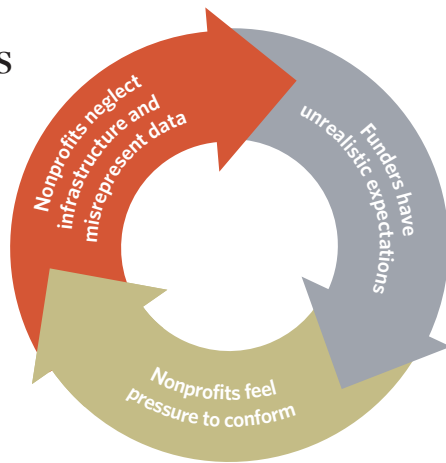 S
Nonprofits neglect
infrastructure and
misrepresent data
Funders have
unrealistic expectations
Nonprofits feel
pressure to conform